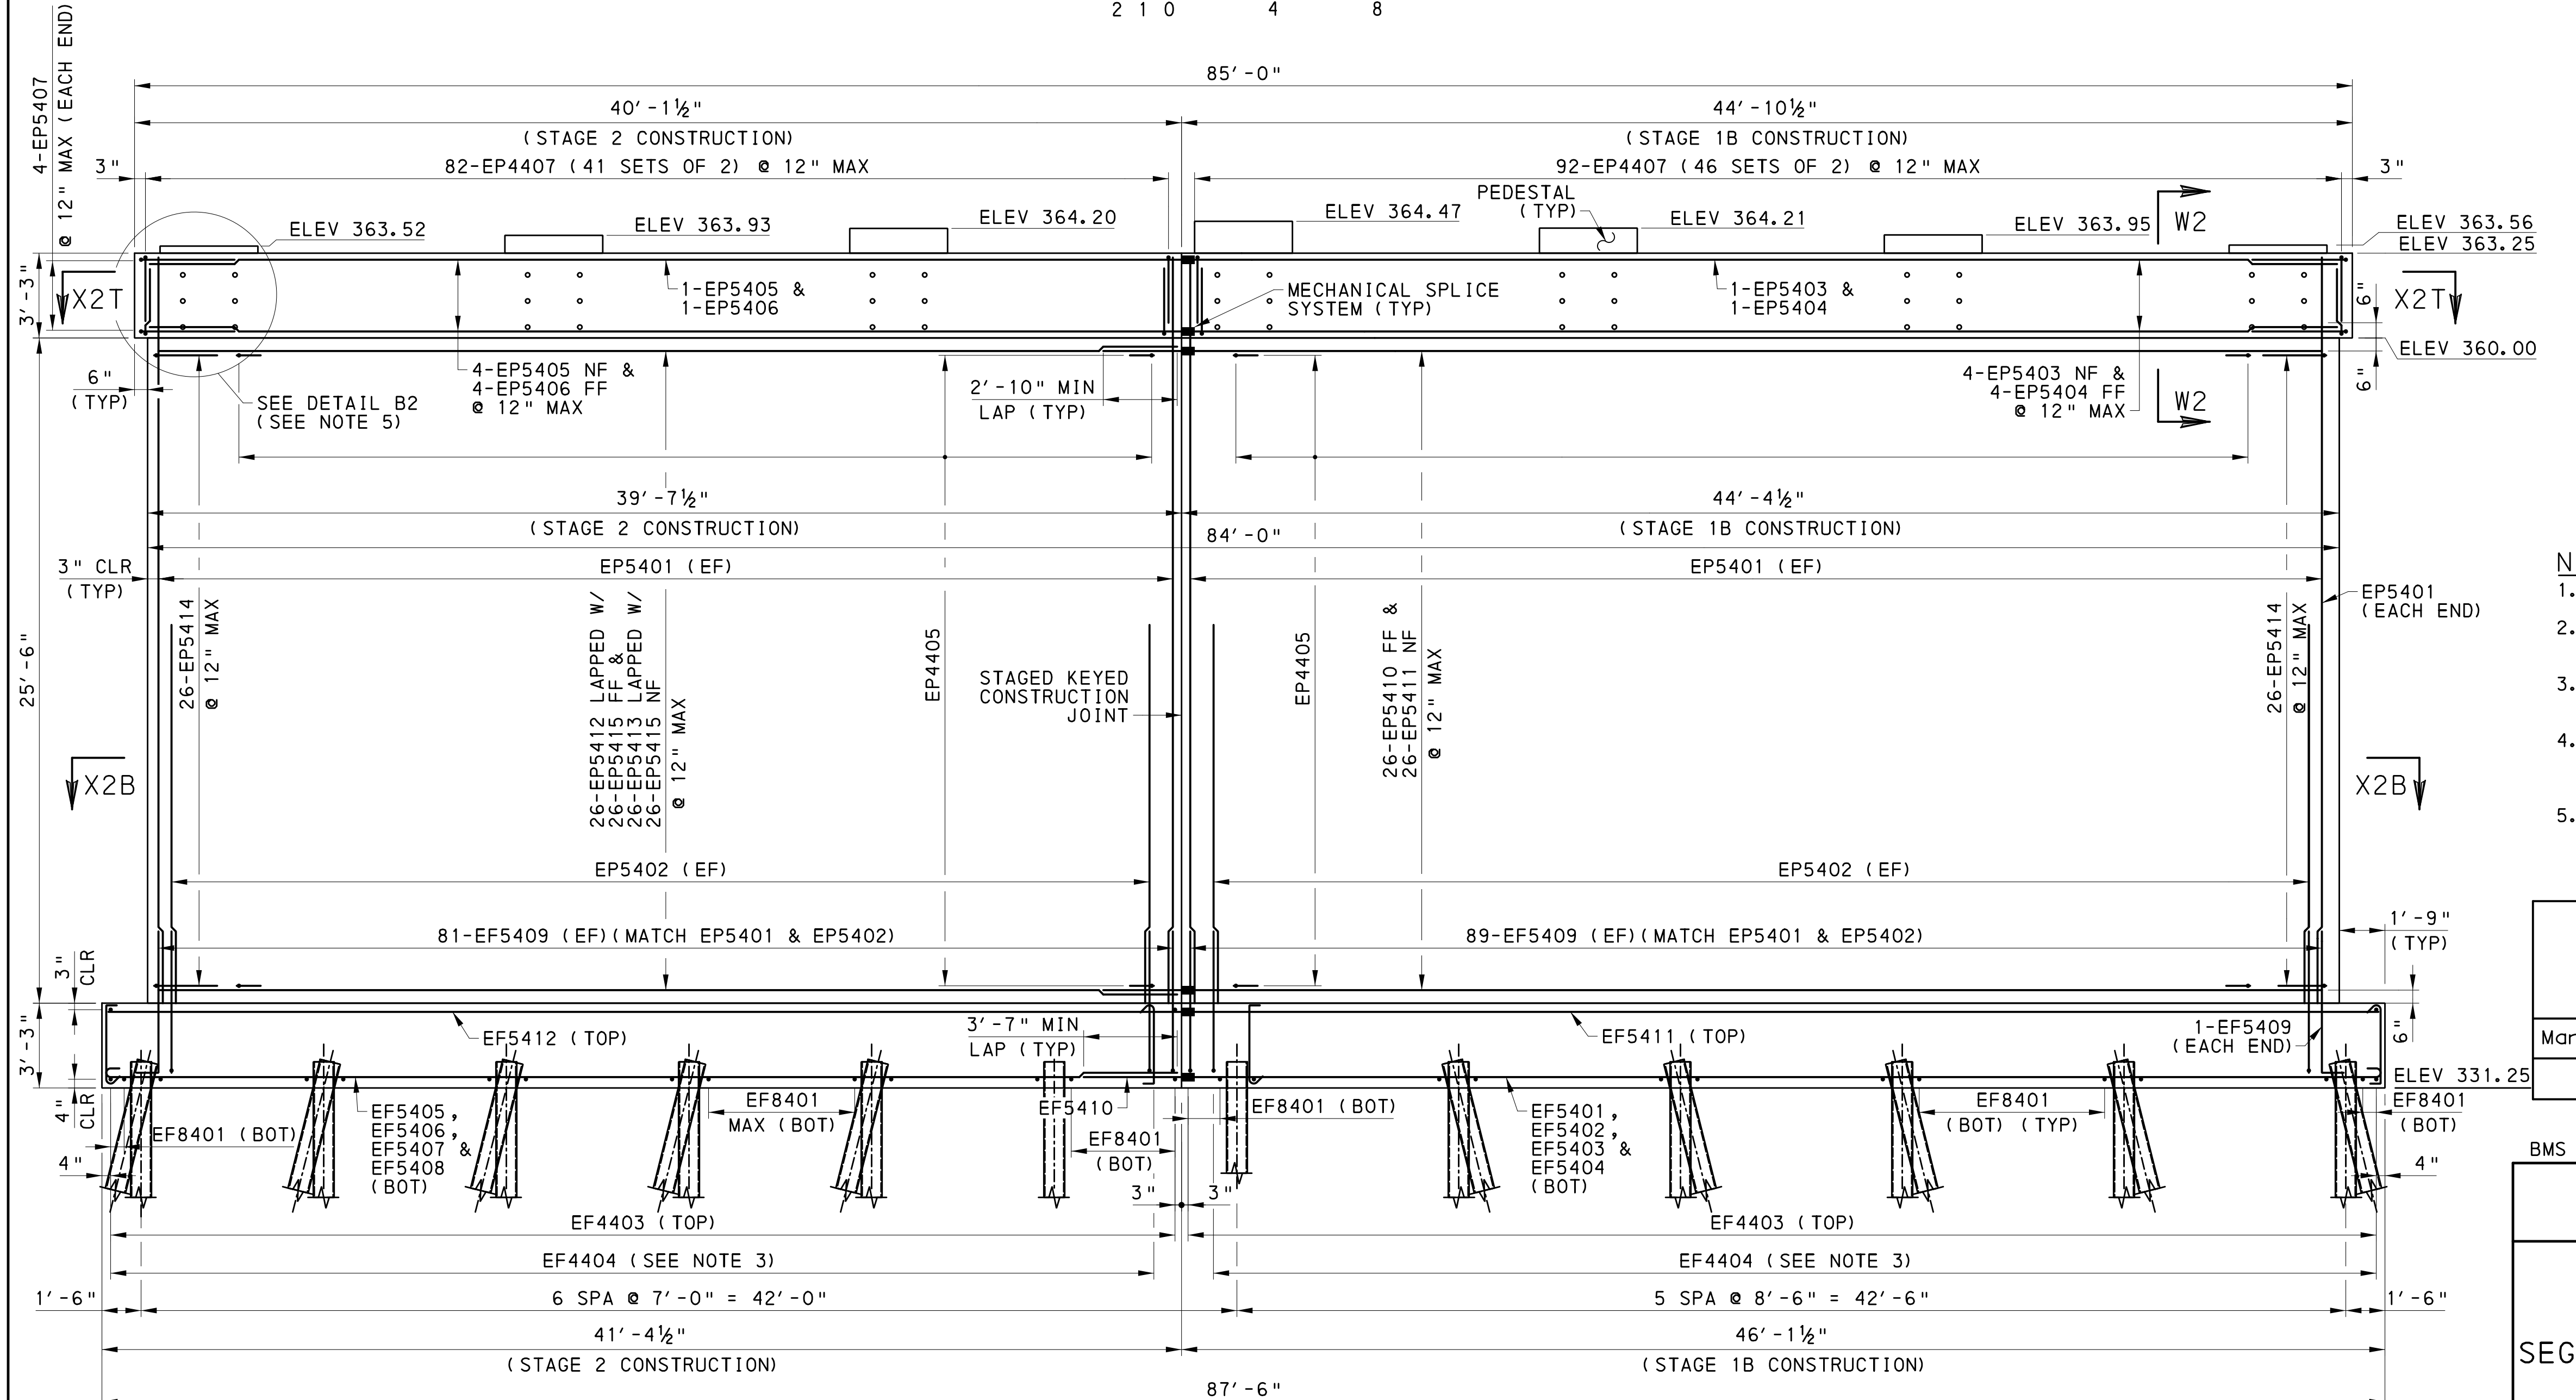 2 1 0 4 8
85'-0"
40'-1½"
44'-10½"
(STAGE 2 CONSTRUCTION)
(STAGE 1B CONSTRUCTION)
4-EP5407
@ 12" MAX (EACH END)
3"
82-EP4407 (41 SETS OF 2) @ 12" MAX
92-EP4407 (46 SETS OF 2) @ 12" MAX
3"
PEDESTAL
(TYP)
W2
ELEV 363.52
ELEV 363.93
ELEV 364.20
ELEV 364.47
ELEV 364.21
ELEV 363.95
ELEV 363.56
ELEV 363.25
3'-3"
X2T
1-EP5405 &
1-EP5406
MECHANICAL SPLICE
SYSTEM (TYP)
1-EP5403 &
1-EP5404
6"
X2T
ELEV 360.00
6"
6"
(TYP)
SEE DETAIL B2
(SEE NOTE 5)
4-EP5405 NF &
4-EP5406 FF
@ 12" MAX
2'-10" MIN
LAP (TYP)
4-EP5403 NF &
4-EP5404 FF
@ 12" MAX
W2
39'-7½"
44'-4½"
(STAGE 2 CONSTRUCTION)
(STAGE 1B CONSTRUCTION)
84'-0"
3" CLR
(TYP)
EP5401 (EF)
EP5401 (EF)
EP5401
(EACH END)
25'-6"
26-EP5414
@ 12" MAX
26-EP5412 LAPPED W/
26-EP5415 FF &
26-EP5413 LAPPED W/
26-EP5415 NF
@ 12" MAX
EP4405
STAGED KEYED
CONSTRUCTION
JOINT
EP4405
26-EP5410 FF &
26-EP5411 NF
@ 12" MAX
26-EP5414
@ 12" MAX
N
1.
2.
3.
4.
5.
X2B
X2B
EP5402 (EF)
EP5402 (EF)
81-EF5409 (EF)(MATCH EP5401 & EP5402)
89-EF5409 (EF)(MATCH EP5401 & EP5402)
1'-9"
(TYP)
3"
CLR
3'-3"
EF5412 (TOP)
3'-7" MIN
LAP (TYP)
EF5411 (TOP)
1-EF5409
(EACH END)
6"
Mar
4"
CLR
ELEV 331.25
EF8401 (BOT)
4"
EF5405,
EF5406,
EF5407 &
EF5408
(BOT)
EF8401
MAX (BOT)
EF5410
EF8401
(BOT)
EF8401 (BOT)
EF5401,
EF5402,
EF5403 &
EF5404
(BOT)
EF8401
(BOT) (TYP)
EF8401
(BOT)
4"
BMS
3"
3"
EF4403 (TOP)
EF4403 (TOP)
EF4404 (SEE NOTE 3)
EF4404 (SEE NOTE 3)
1'-6"
6 SPA @ 7'-0" = 42'-0"
5 SPA @ 8'-6" = 42'-6"
1'-6"
41'-4½"
46'-1½"
(STAGE 2 CONSTRUCTION)
(STAGE 1B CONSTRUCTION)
SEG
87'-6"